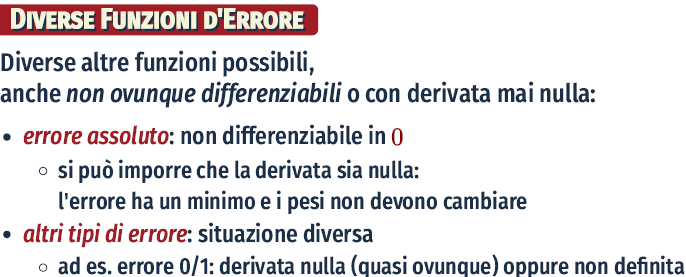 Diverse Funzioni d'Errore
Diverse altre funzioni possibili,
anche non ovunque differenziabili o con derivata mai nulla:
• errore assoluto: non differenziabile in 0
◦ si può imporre che la derivata sia nulla:
l'errore ha un minimo e i pesi non devono cambiare
• altri tipi di errore: situazione diversa
◦ ad es. errore 0/1: derivata nulla (quasi ovunque) oppure non definita